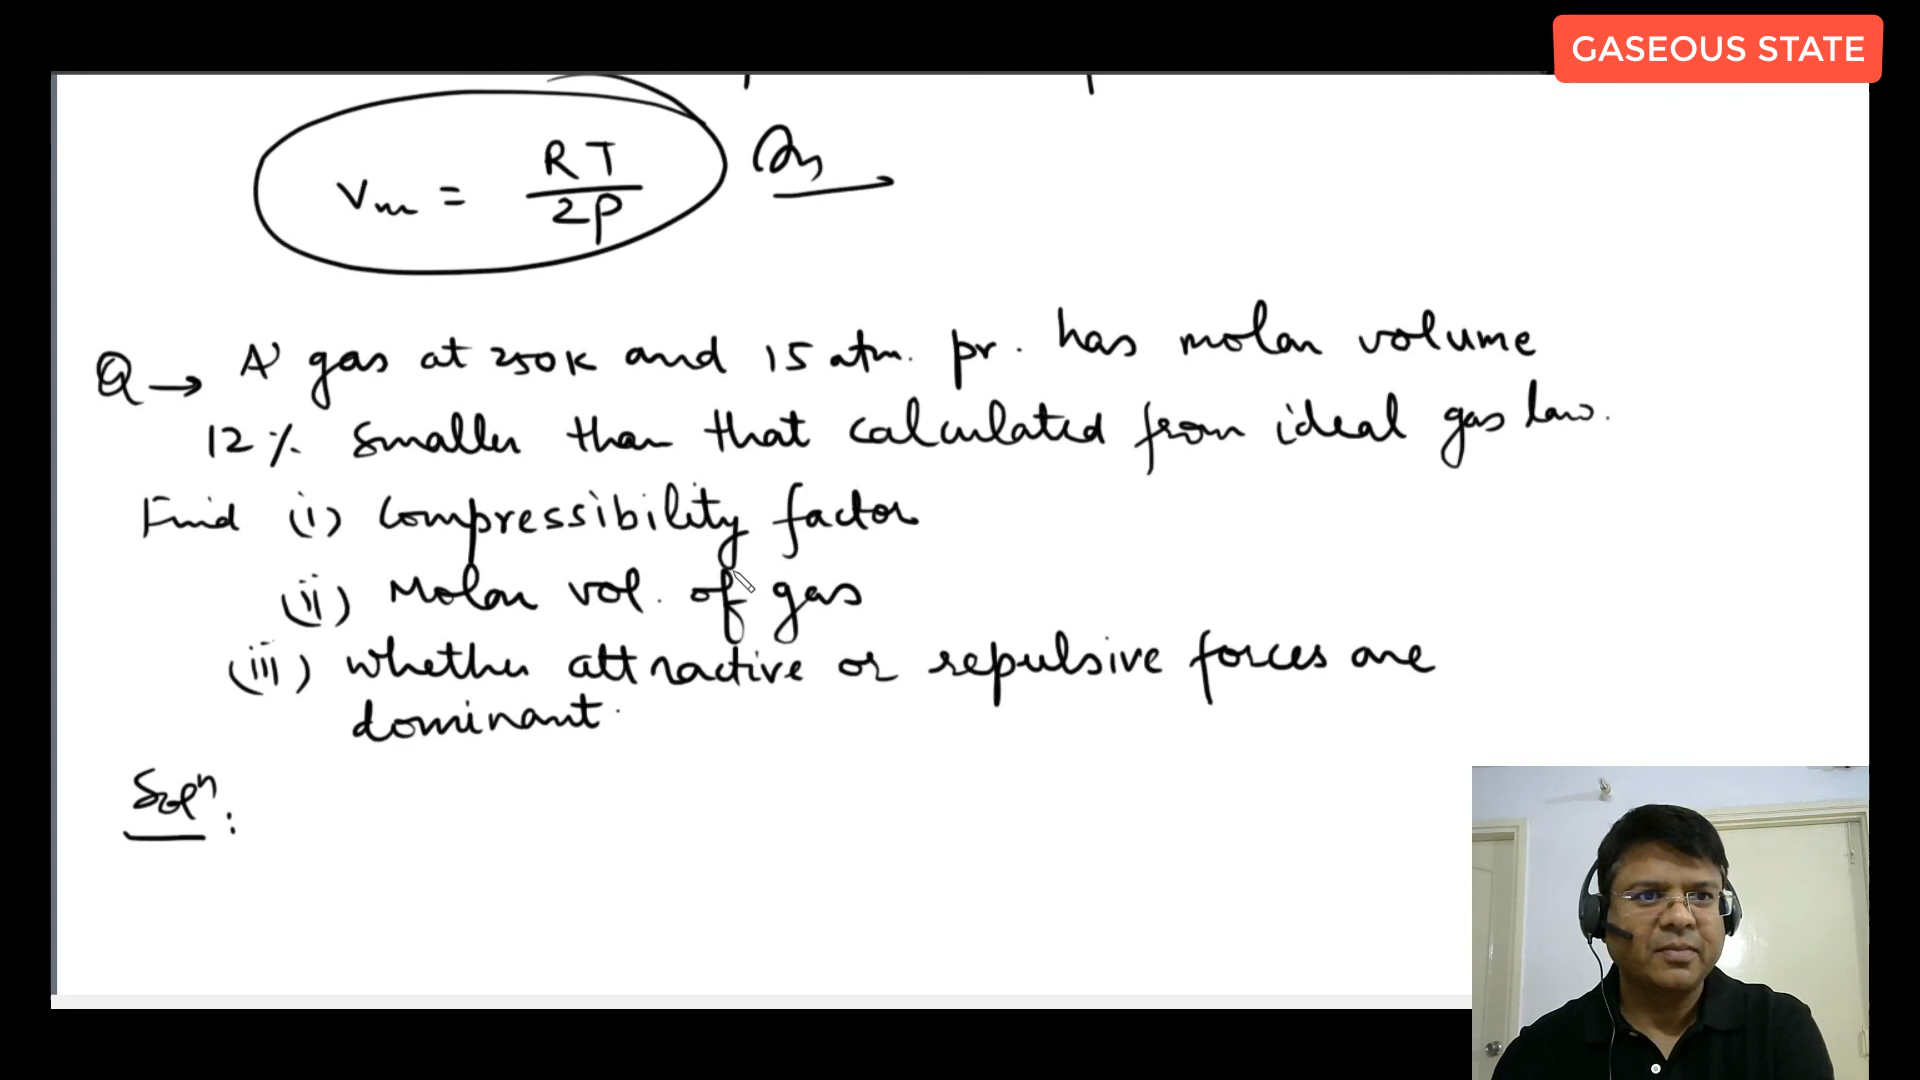 GASEOUS STATE
Vm = RT / 2P Ans
Q → A gas at 250K and 15 atm. pr. has molar volume
12% smaller than that calculated from ideal gas law.
Find (i) Compressibility factor
(ii) Molar vol. of gas
(iii) whether attractive or repulsive forces are
dominant.
Solⁿ: